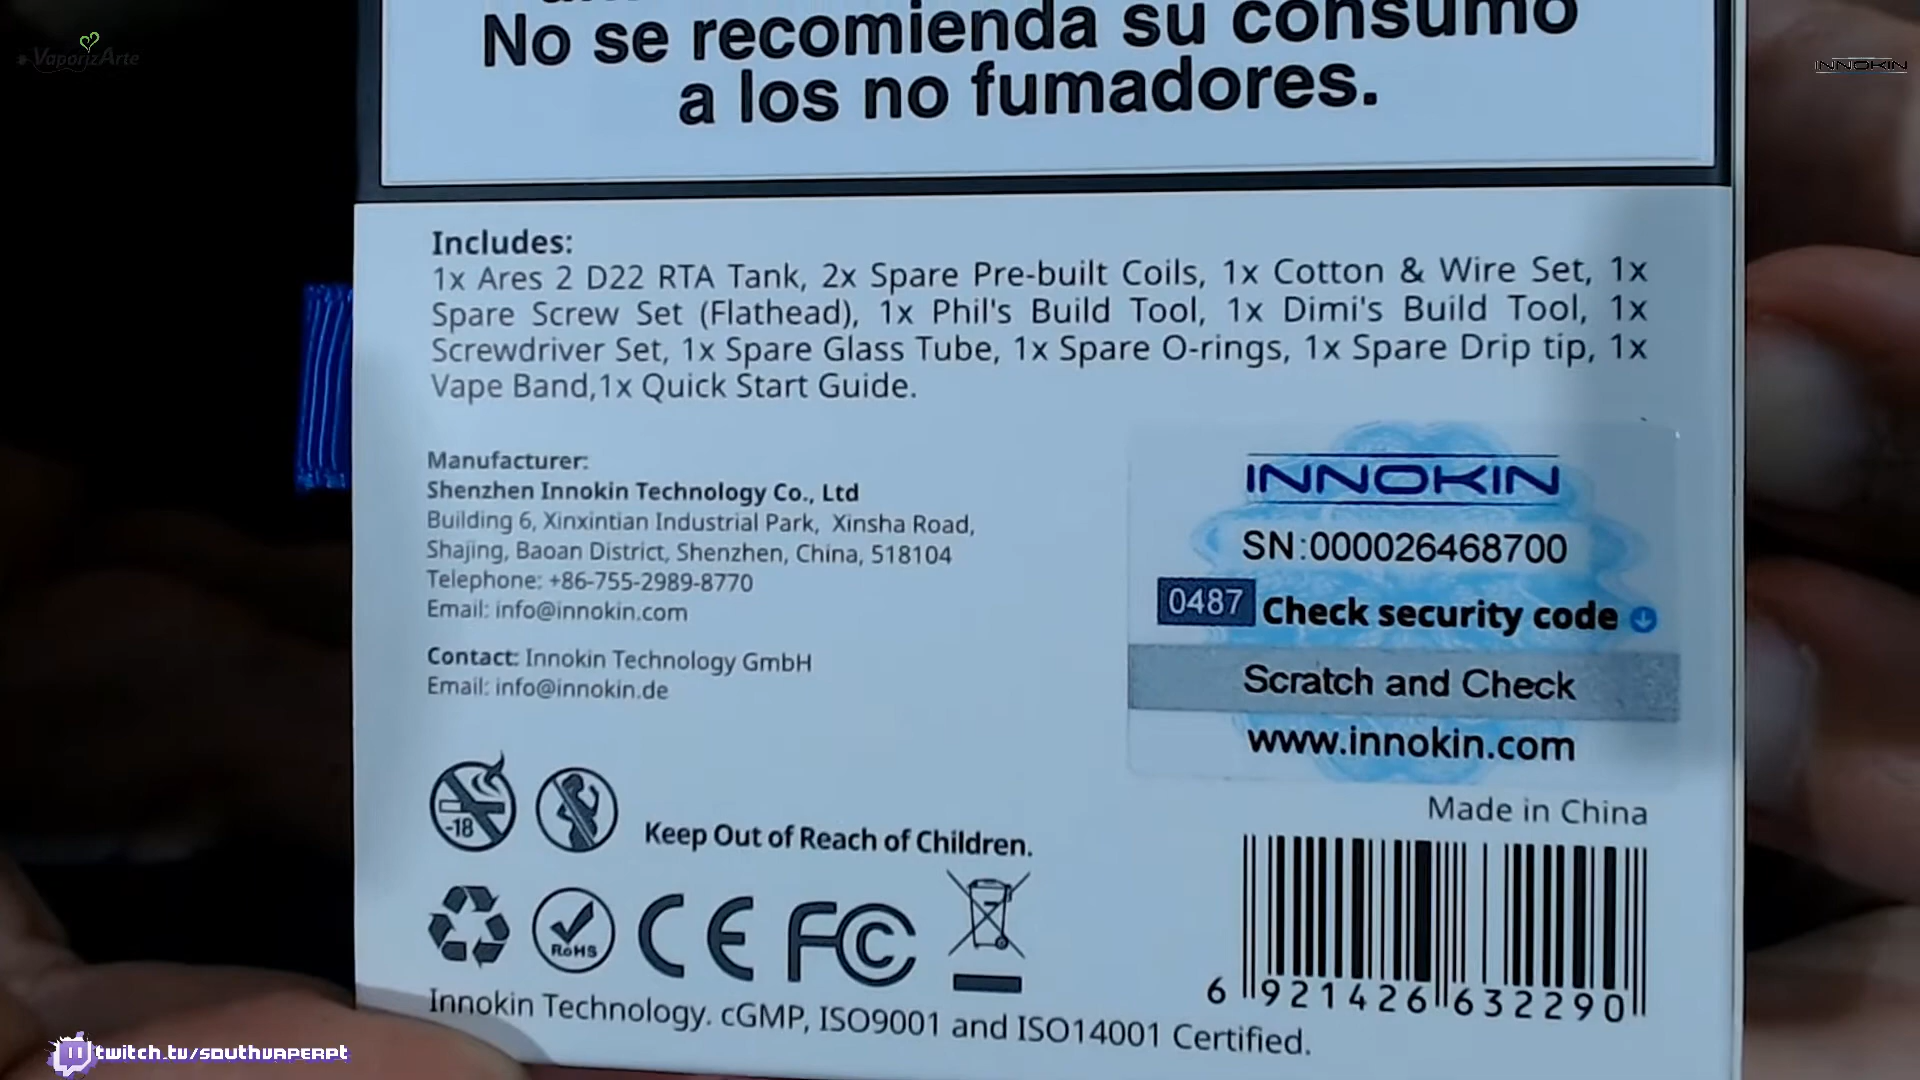 VaporizArte
INNOKIN
No se recomienda su consumo
a los no fumadores.
Includes:
1x Ares 2 D22 RTA Tank, 2x Spare Pre-built Coils, 1x Cotton & Wire Set, 1x
Spare Screw Set (Flathead), 1x Phil's Build Tool, 1x Dimi's Build Tool, 1x
Screwdriver Set, 1x Spare Glass Tube, 1x Spare O-rings, 1x Spare Drip tip, 1x
Vape Band,1x Quick Start Guide.
Manufacturer:
Shenzhen Innokin Technology Co., Ltd
Building 6, Xinxintian Industrial Park, Xinsha Road,
Shajing, Baoan District, Shenzhen, China, 518104
Telephone: +86-755-2989-8770
Email: info@innokin.com
Contact: Innokin Technology GmbH
Email: info@innokin.de
INNOKIN
SN:000026468700
0487 Check security code
Scratch and Check
www.innokin.com
Made in China
-18
Keep Out of Reach of Children.
RoHS
CE FC
6 921426 632290
Innokin Technology. cGMP, ISO9001 and ISO14001 Certified.
twitch.tv/southvaperpt